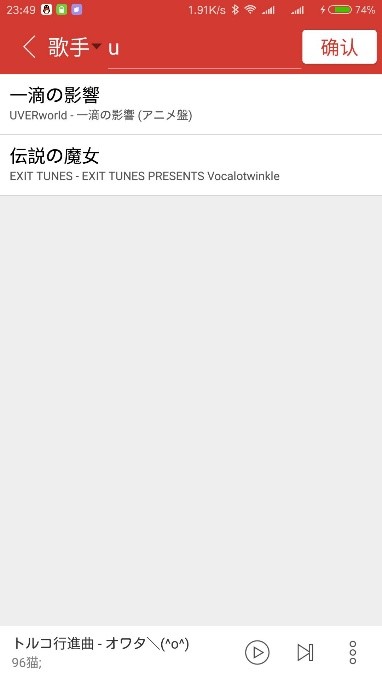 23:49 1.91K/s 74%
歌手 u 确认
一滴の影響
UVERworld - 一滴の影響 (アニメ盤)
伝説の魔女
EXIT TUNES - EXIT TUNES PRESENTS Vocalotwinkle
トルコ行進曲 - オワタ＼(^o^)
96猫;